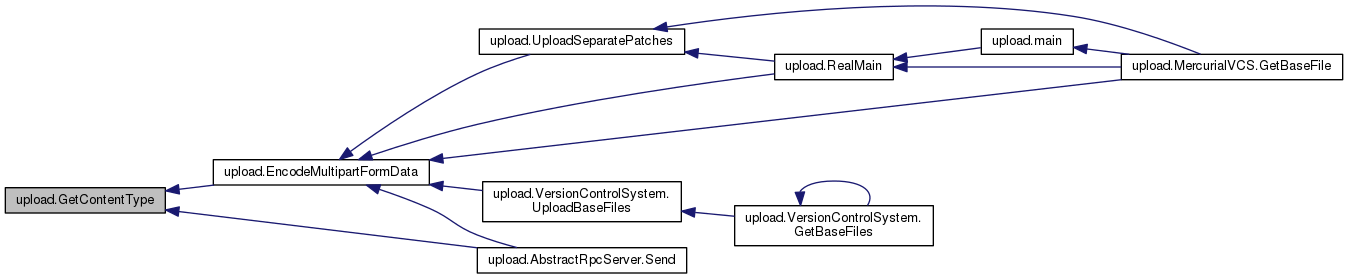 upload.UploadSeparatePatches
upload.main
upload.RealMain
upload.MercurialVCS.GetBaseFile
upload.EncodeMultipartFormData
upload.GetContentType
upload.VersionControlSystem.
UploadBaseFiles
upload.VersionControlSystem.
GetBaseFiles
upload.AbstractRpcServer.Send